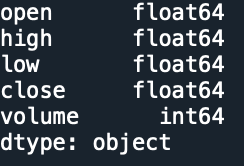 open float64
high float64
low float64
close float64
volume int64
dtype: object